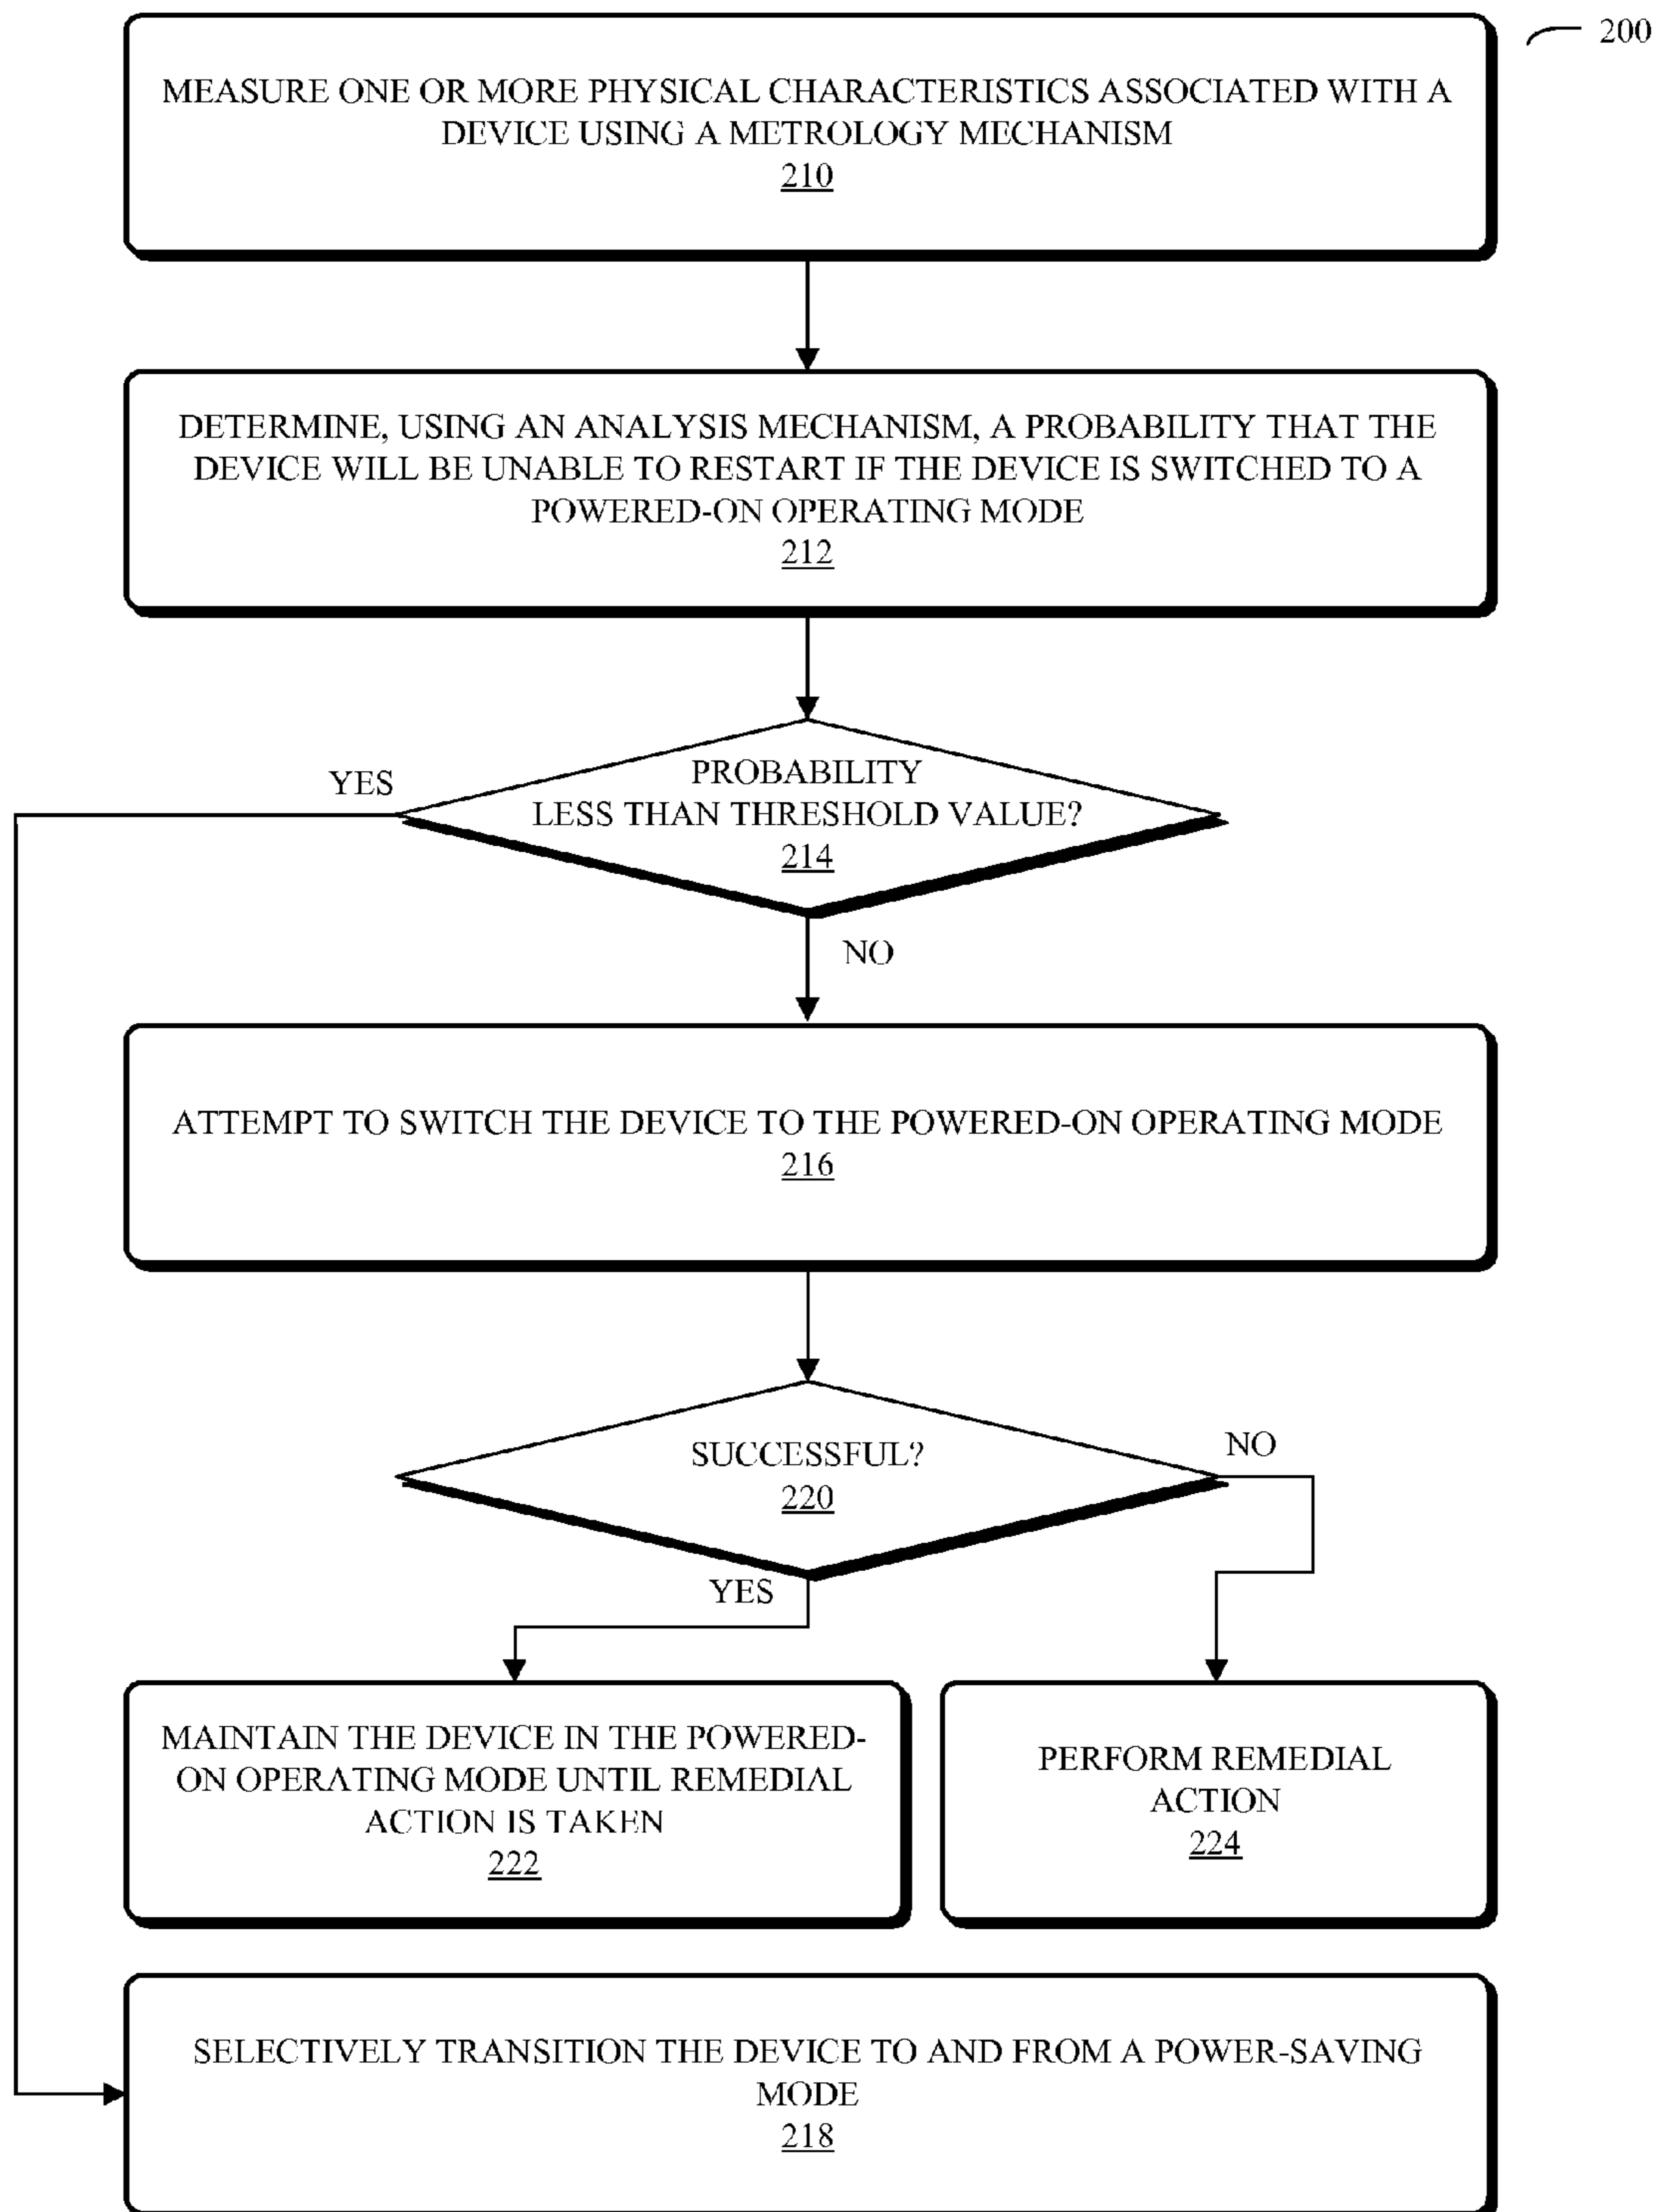 200
MEASURE ONE OR MORE PHYSICAL CHARACTERISTICS ASSOCIATED WITH A
DEVICE USING A METROLOGY MECHANISM
210
DETERMINE, USING AN ANALYSIS MECHANISM, A PROBABILITY THAT THE
DEVICE WILL BE UNABLE TO RESTART IF THE DEVICE IS SWITCHED TO A
POWERED-ON OPERATING MODE
212
YES
PROBABILITY
LESS THAN THRESHOLD VALUE?
214
NO
ATTEMPT TO SWITCH THE DEVICE TO THE POWERED-ON OPERATING MODE
216
SUCCESSFUL?
220
NO
YES
MAINTAIN THE DEVICE IN THE POWERED-
ON OPERATING MODE UNTIL REMEDIAL
ACTION IS TAKEN
222
PERFORM REMEDIAL
ACTION
224
SELECTIVELY TRANSITION THE DEVICE TO AND FROM A POWER-SAVING
MODE
218